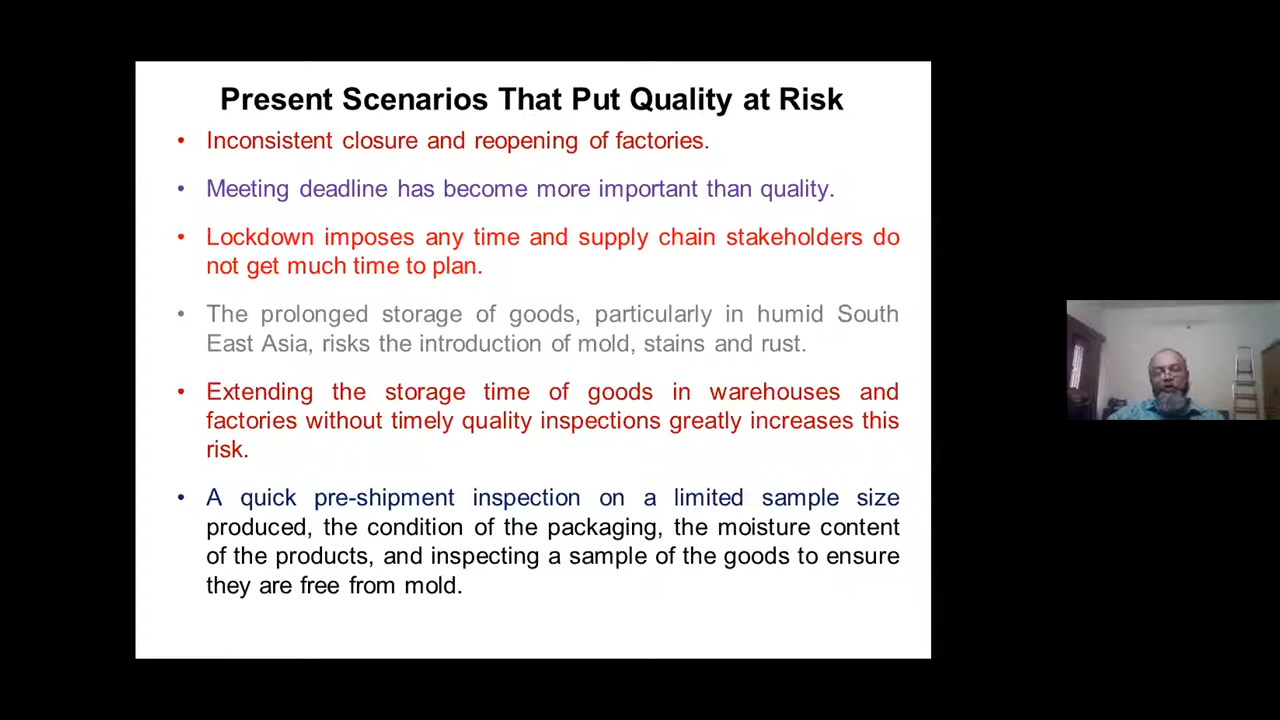 Present Scenarios That Put Quality at Risk
• Inconsistent closure and reopening of factories.
• Meeting deadline has become more important than quality.
• Lockdown imposes any time and supply chain stakeholders do
not get much time to plan.
• The prolonged storage of goods, particularly in humid South
East Asia, risks the introduction of mold, stains and rust.
• Extending the storage time of goods in warehouses and
factories without timely quality inspections greatly increases this
risk.
• A quick pre-shipment inspection on a limited sample size
produced, the condition of the packaging, the moisture content
of the products, and inspecting a sample of the goods to ensure
they are free from mold.